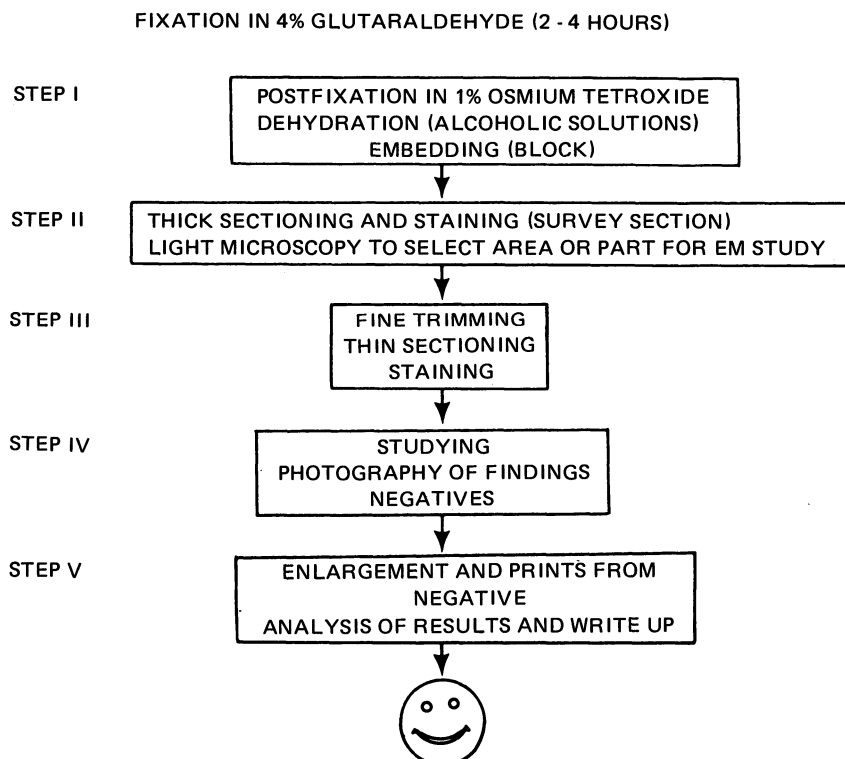 FIXATION IN 4% GLUTARALDEHYDE (2 - 4 HOURS)
STEP I
POSTFIXATION IN 1% OSMIUM TETROXIDE
DEHYDRATION (ALCOHOLIC SOLUTIONS)
EMBEDDING (BLOCK)
STEP II
THICK SECTIONING AND STAINING (SURVEY SECTION)
LIGHT MICROSCOPY TO SELECT AREA OR PART FOR EM STUDY
STEP III
FINE TRIMMING
THIN SECTIONING
STAINING
STEP IV
STUDYING
PHOTOGRAPHY OF FINDINGS
NEGATIVES
STEP V
ENLARGEMENT AND PRINTS FROM
NEGATIVE
ANALYSIS OF RESULTS AND WRITE UP